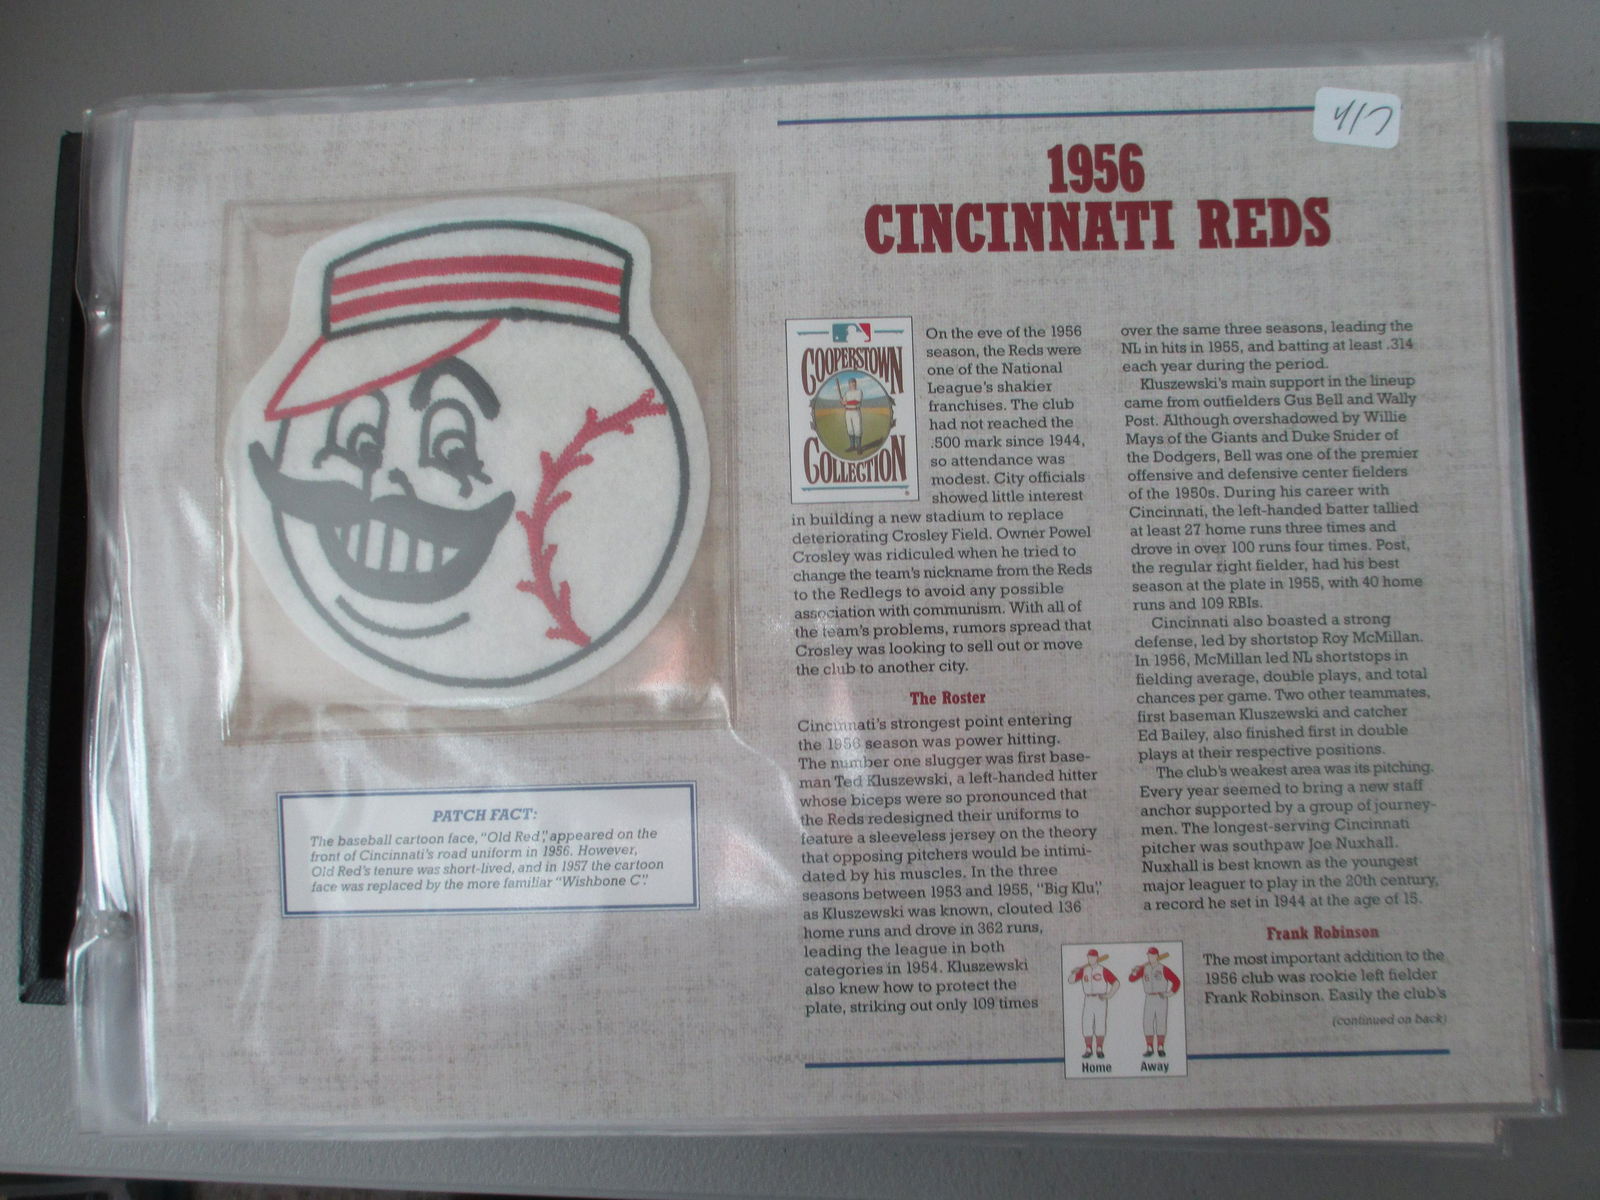 417
1956
CINCINNATI REDS
COOPERSTOWN
COLLECTION
On the eve of the 1956
season, the Reds were
one of the National
League's shakier
franchises. The club
had not reached the
.500 mark since 1944,
so attendance was
modest. City officials
showed little interest
in building a new stadium to replace
deteriorating Crosley Field. Owner Powel
Crosley was ridiculed when he tried to
change the team's nickname from the Reds
to the Redlegs to avoid any possible
association with communism. With all of
the team's problems, rumors spread that
Crosley was looking to sell out or move
the club to another city.
The Roster
Cincinnati's strongest point entering
the 1956 season was power hitting.
The number one slugger was first base-
man Ted Kluszewski, a left-handed hitter
whose biceps were so pronounced that
the Reds redesigned their uniforms to
feature a sleeveless jersey on the theory
that opposing pitchers would be intimi-
dated by his muscles. In the three
seasons between 1953 and 1955, "Big Klu,"
as Kluszewski was known, clouted 136
home runs and drove in 362 runs,
leading the league in both
categories in 1954. Kluszewski
also knew how to protect the
plate, striking out only 109 times
over the same three seasons, leading the
NL in hits in 1955, and batting at least .314
each year during the period.
Kluszewski's main support in the lineup
came from outfielders Gus Bell and Wally
Post. Although overshadowed by Willie
Mays of the Giants and Duke Snider of
the Dodgers, Bell was one of the premier
offensive and defensive center fielders
of the 1950s. During his career with
Cincinnati, the left-handed batter tallied
at least 27 home runs three times and
drove in over 100 runs four times. Post,
the regular right fielder, had his best
season at the plate in 1955, with 40 home
runs and 109 RBIs.
Cincinnati also boasted a strong
defense, led by shortstop Roy McMillan.
In 1956, McMillan led NL shortstops in
fielding average, double plays, and total
chances per game. Two other teammates,
first baseman Kluszewski and catcher
Ed Bailey, also finished first in double
plays at their respective positions.
The club's weakest area was its pitching.
Every year seemed to bring a new staff
anchor supported by a group of journey-
men. The longest-serving Cincinnati
pitcher was southpaw Joe Nuxhall.
Nuxhall is best known as the youngest
major leaguer to play in the 20th century,
a record he set in 1944 at the age of 15.
Frank Robinson
The most important addition to the
1956 club was rookie left fielder
Frank Robinson. Easily the club's
(continued on back)
Home Away
PATCH FACT:
The baseball cartoon face, "Old Red," appeared on the
front of Cincinnati's road uniform in 1956. However,
Old Red's tenure was short-lived, and in 1957 the cartoon
face was replaced by the more familiar "Wishbone C."